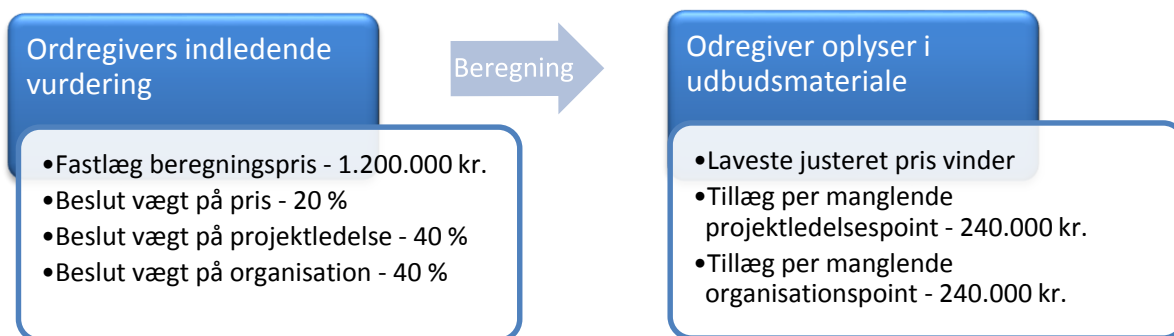 Ordregivers indledende
vurdering
•Fastlæg beregningspris - 1.200.000 kr.
•Beslut vægt på pris - 20 %
•Beslut vægt på projektledelse - 40 %
•Beslut vægt på organisation - 40 %
Beregning
Odregiver oplyser i
udbudsmateriale
•Laveste justeret pris vinder
•Tillæg per manglende
projektledelsespoint - 240.000 kr.
•Tillæg per manglende
organisationspoint - 240.000 kr.